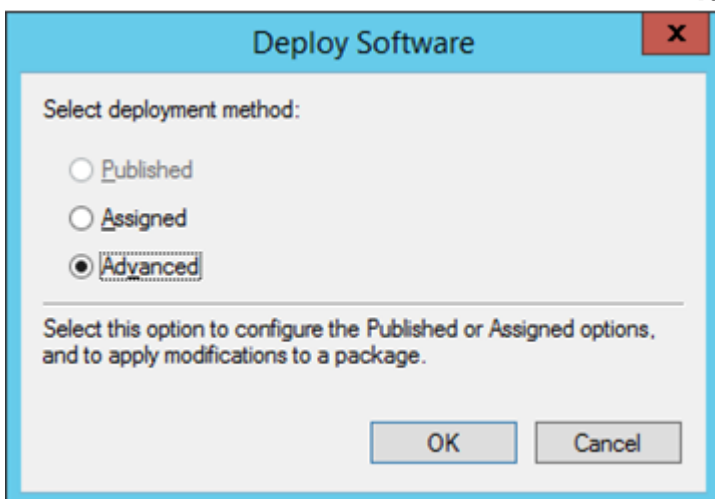 Deploy Software
x
Select deployment method:
Published
Assigned
Advanced
Select this option to configure the Published or Assigned options,
and to apply modifications to a package.
OK Cancel